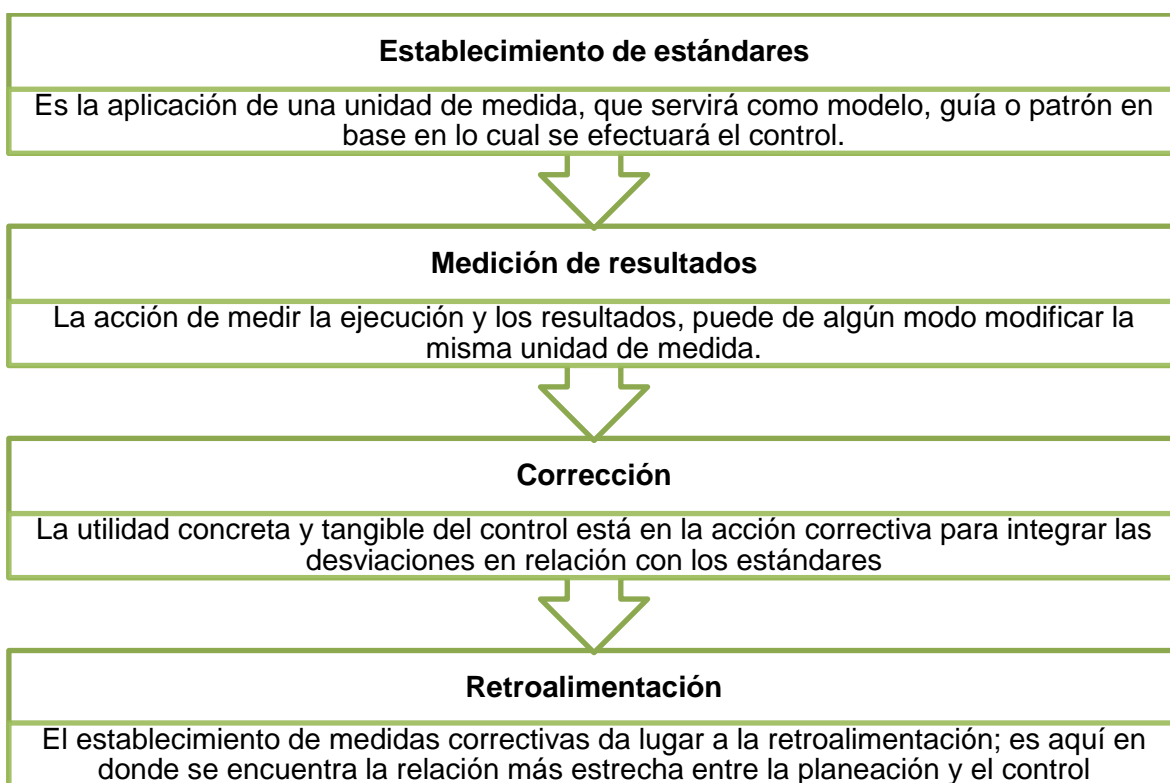 Establecimiento de estándares
Es la aplicación de una unidad de medida, que servirá como modelo, guía o patrón en
base en lo cual se efectuará el control.
Medición de resultados
La acción de medir la ejecución y los resultados, puede de algún modo modificar la
misma unidad de medida.
Corrección
La utilidad concreta y tangible del control está en la acción correctiva para integrar las
desviaciones en relación con los estándares
Retroalimentación
El establecimiento de medidas correctivas da lugar a la retroalimentación; es aquí en
donde se encuentra la relación más estrecha entre la planeación y el control